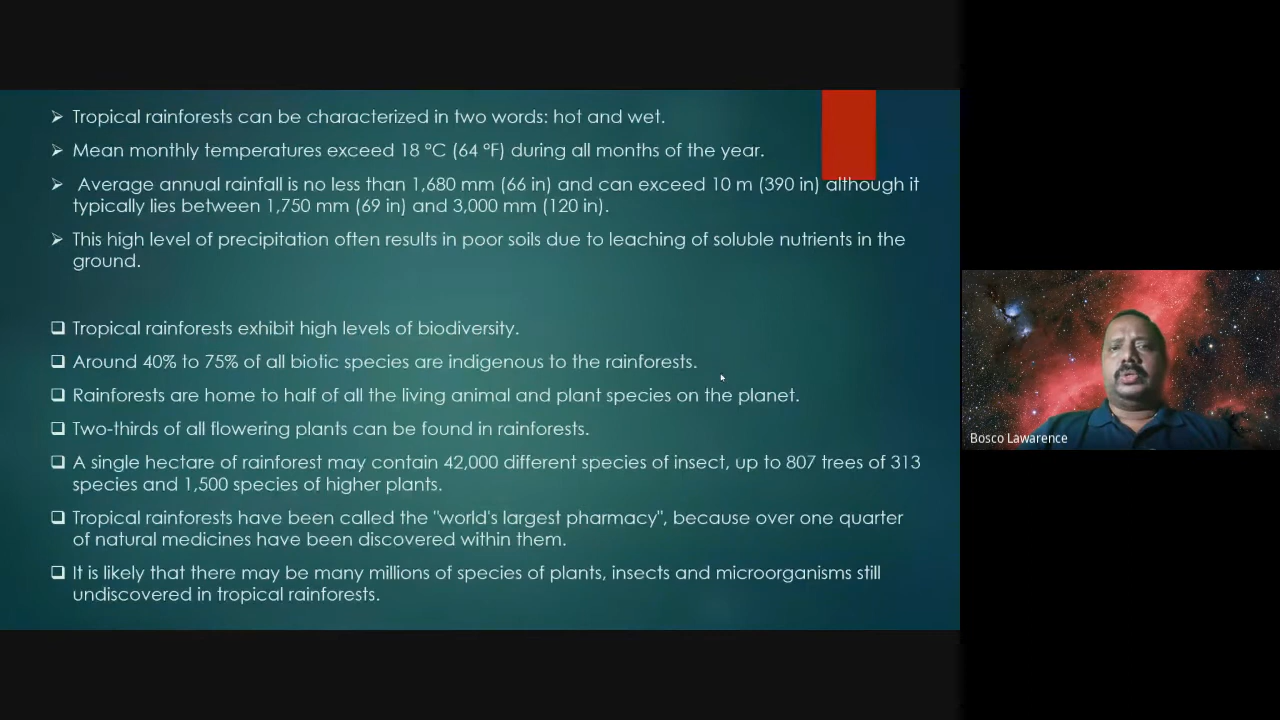 Tropical rainforests can be characterized in two words: hot and wet.
Mean monthly temperatures exceed 18 °C (64 °F) during all months of the year.
Average annual rainfall is no less than 1,680 mm (66 in) and can exceed 10 m (390 in) although it
typically lies between 1,750 mm (69 in) and 3,000 mm (120 in).
This high level of precipitation often results in poor soils due to leaching of soluble nutrients in the
ground.
Tropical rainforests exhibit high levels of biodiversity.
Around 40% to 75% of all biotic species are indigenous to the rainforests.
Rainforests are home to half of all the living animal and plant species on the planet.
Two-thirds of all flowering plants can be found in rainforests.
A single hectare of rainforest may contain 42,000 different species of insect, up to 807 trees of 313
species and 1,500 species of higher plants.
Tropical rainforests have been called the "world's largest pharmacy", because over one quarter
of natural medicines have been discovered within them.
It is likely that there may be many millions of species of plants, insects and microorganisms still
undiscovered in tropical rainforests.
Bosco Lawarence